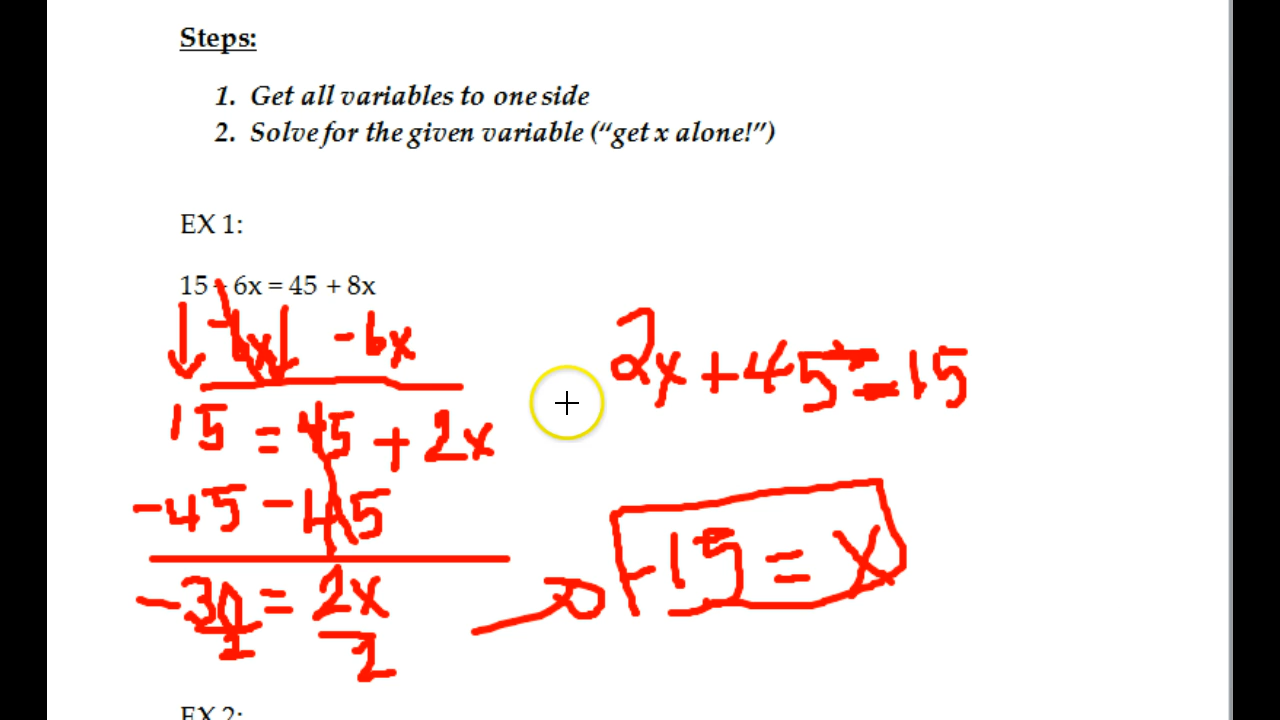 Steps:
1. Get all variables to one side
2. Solve for the given variable (“get x alone!”)
EX 1:
15 + 6x = 45 + 8x
-6x -6x
15 = 45 + 2x
-45 -45
-30 = 2x
2 2
2x + 45 = 15
-15 = x
EX 2: